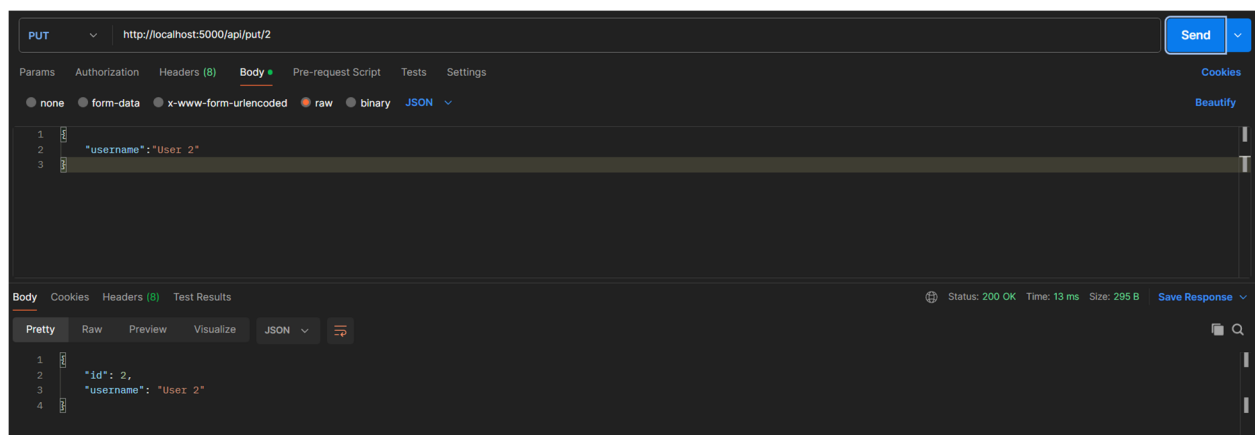 PUT http://localhost:5000/api/put/2 Send
Params Authorization Headers (8) Body Pre-request Script Tests Settings Cookies
none form-data x-www-form-urlencoded raw binary JSON Beautify
1 {
2 "username":"User 2"
3 }
Body Cookies Headers (8) Test Results Status: 200 OK Time: 13 ms Size: 295 B Save Response
Pretty Raw Preview Visualize JSON
1 {
2 "id": 2,
3 "username": "User 2"
4 }